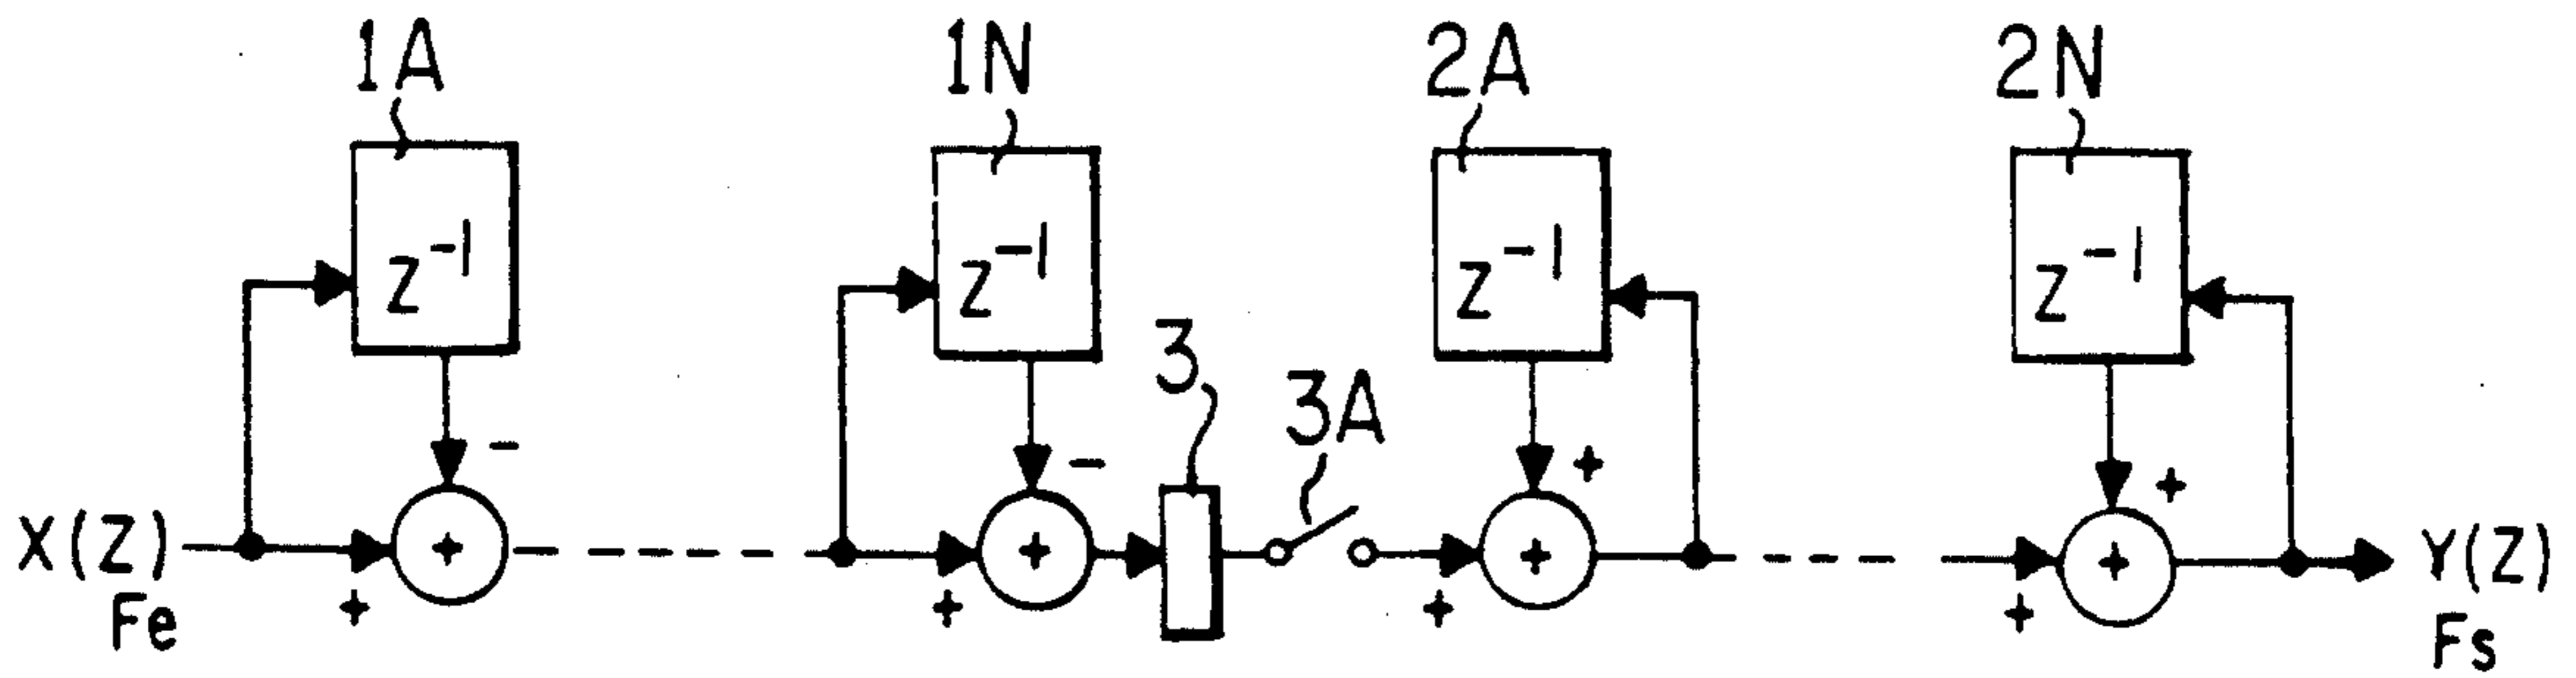 1A 1N 2A 2N
z⁻¹ z⁻¹ z⁻¹ z⁻¹
3
3A
- - + +
X(Z) + + + + Y(Z)
+ + + +
Fe Fs